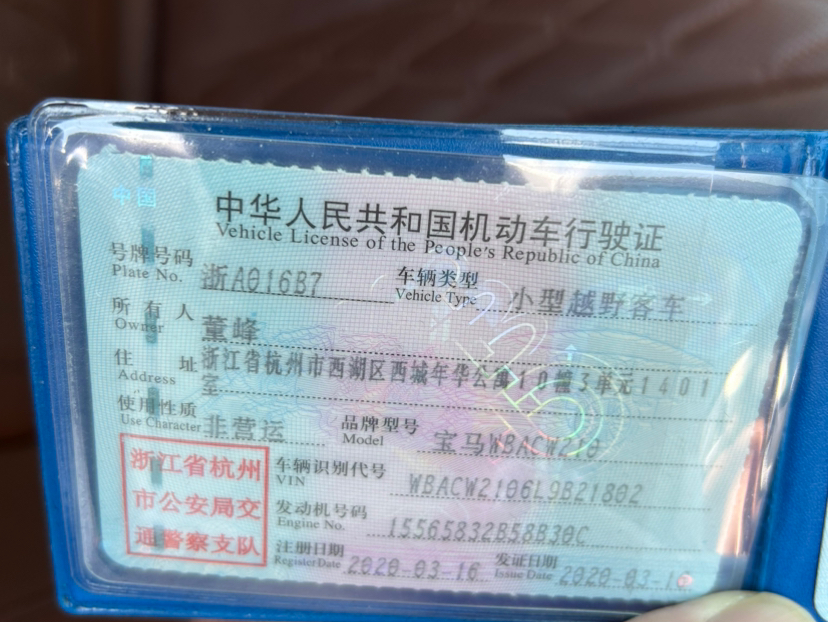 中国
中华人民共和国机动车行驶证
Vehicle License of the People's Republic of China
号牌号码 浙A016B7 车辆类型 小型越野客车
Plate No. Vehicle Type
所有人 董峰
Owner
住址 浙江省杭州市西湖区西城年华公寓10幢3单元1401
Address 室
使用性质 非营运 品牌型号 宝马WBACW210
Use Character Model
浙江省杭州
市公安局交
通警察支队
车辆识别代号 WBACW2106L9B21802
VIN
发动机号码 15565832B58B30C
Engine No.
注册日期 2020-03-16 发证日期 2020-03-16
Register Date Issue Date